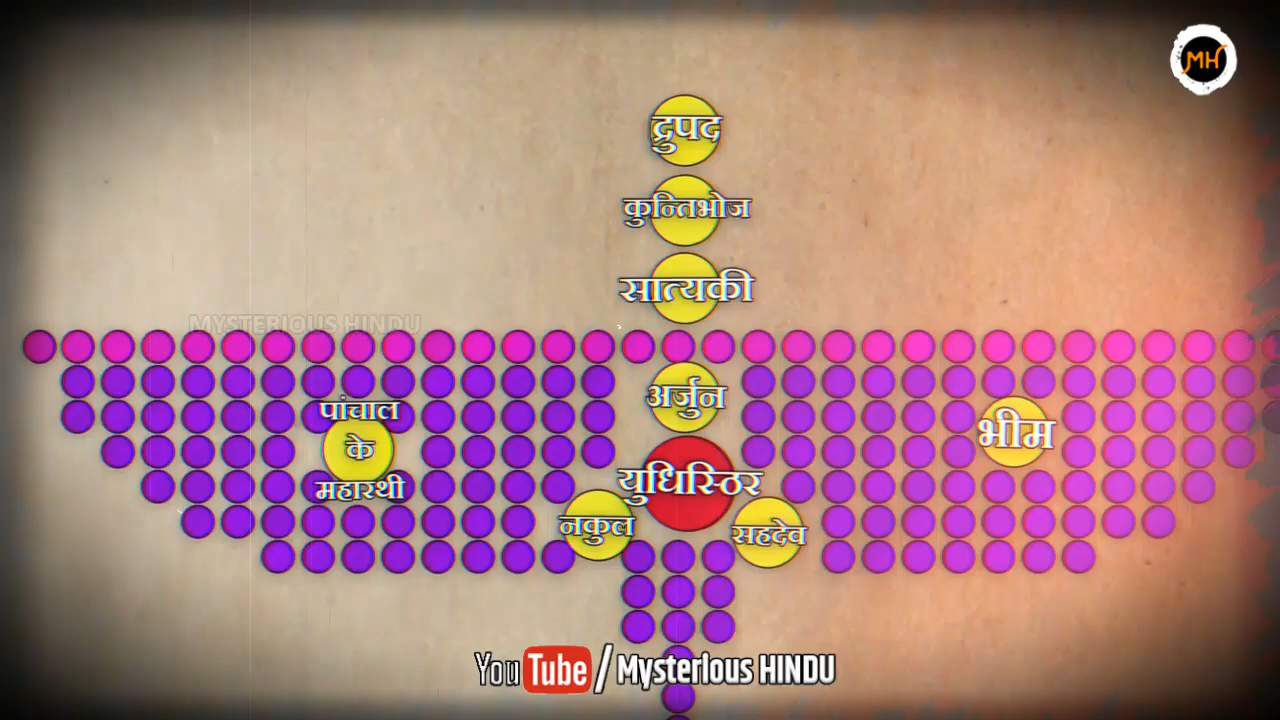 MH
द्रुपद
कुन्तिभोज
सात्यकी
MYSTERIOUS HINDU
अर्जुन
पांचाल
के
महारथी
भीम
युधिस्ठिर
नकुल
सहदेव
YouTube/Mysterious HINDU